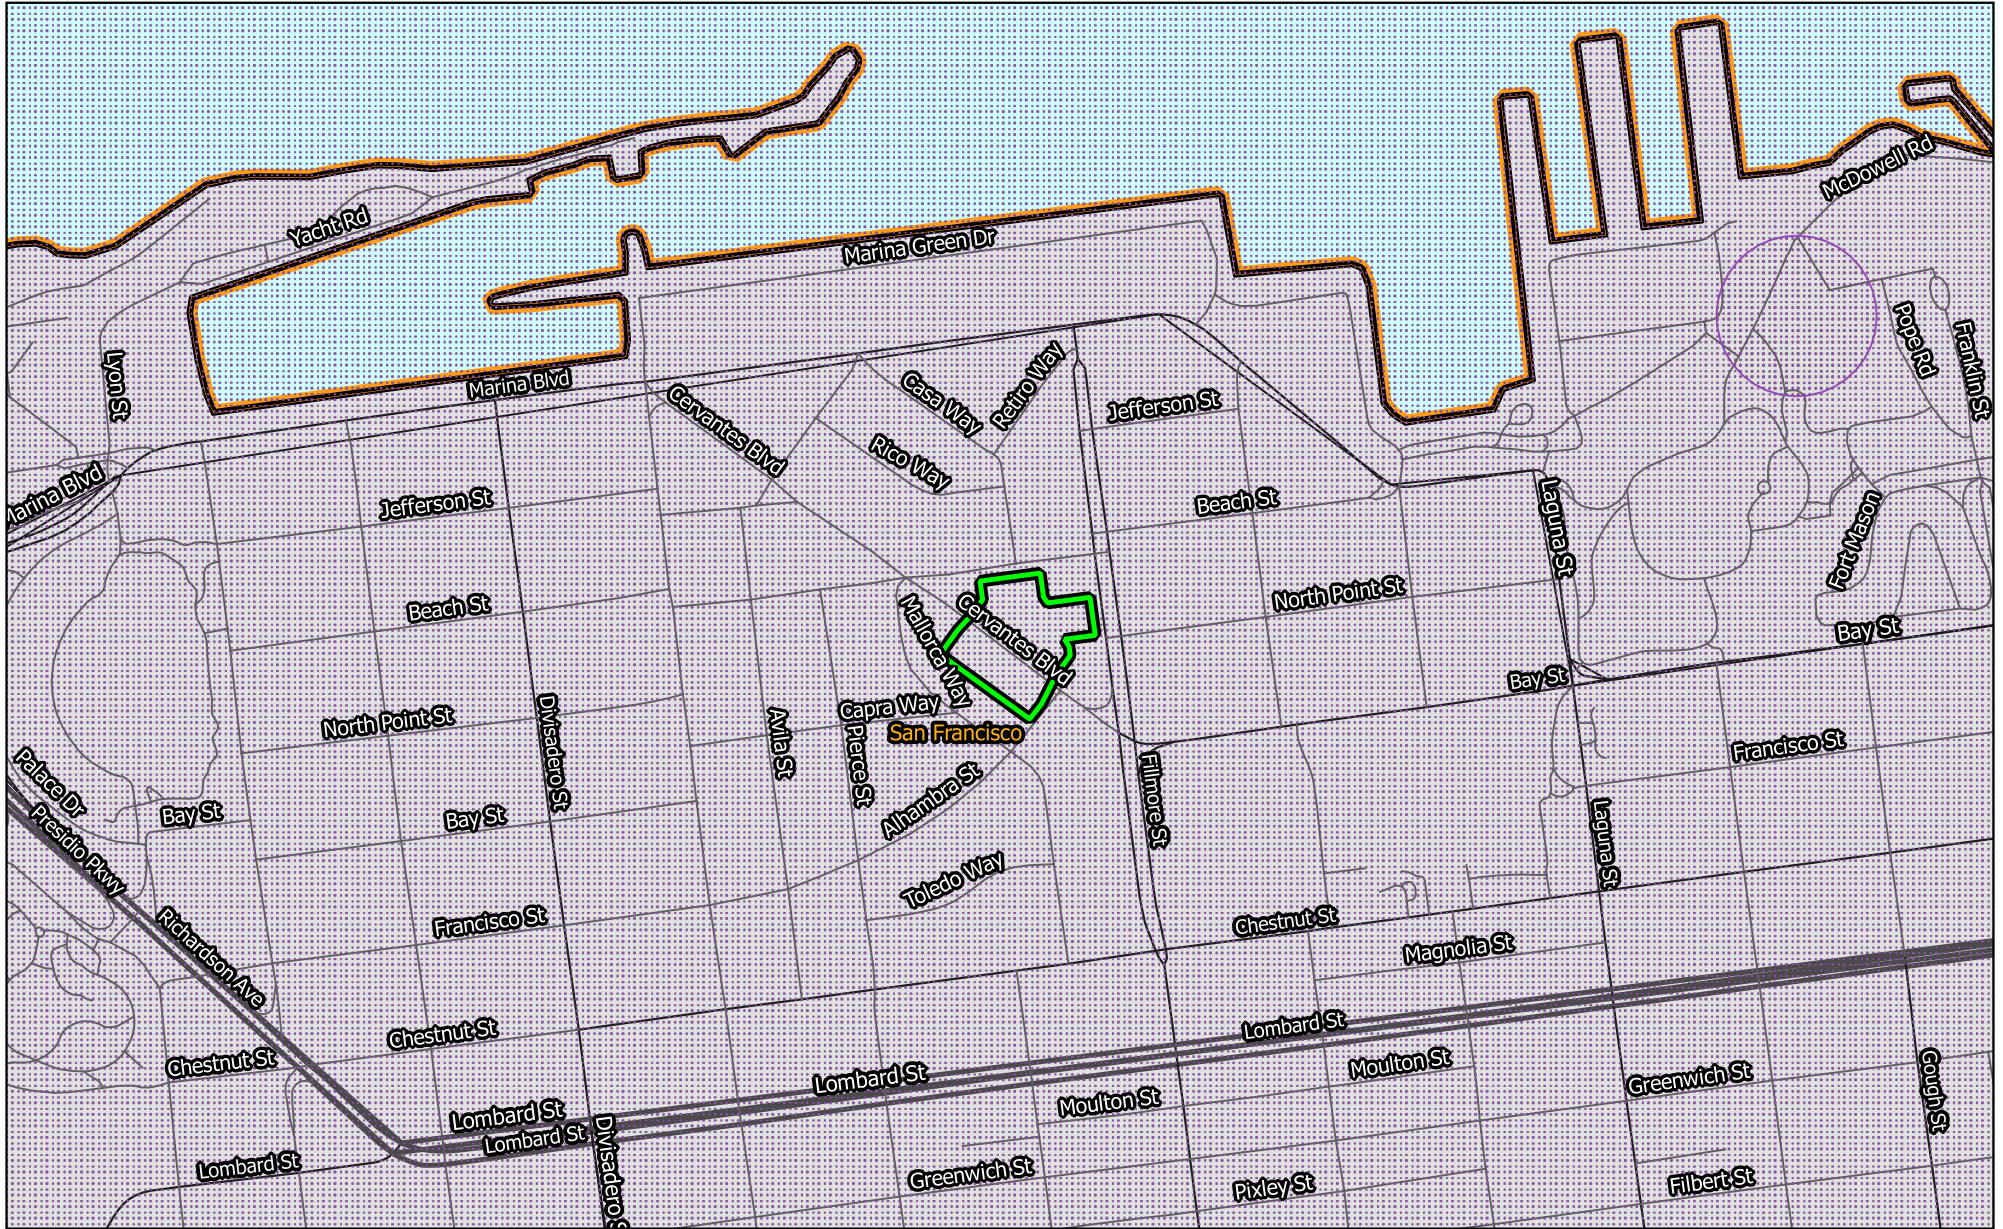 McDowell Rd
Yacht Rd
Marina Green Dr
Pope Rd
Franklin St
Lyon St
Marina Blvd
Casa Way
Retiro Way
Jefferson St
Cervantes Blvd
Rico Way
Marina Blvd
Jefferson St
Beach St
Laguna St
Fort Mason
Beach St
North Point St
Mallorca Way
Cervantes Blvd
Bay St
Bay St
North Point St
Divisadero St
Avila St
Capra Way
Pierce St
San Francisco
Francisco St
Palace Dr
Presidio Pkwy
Bay St
Bay St
Alhambra St
Fillmore St
Laguna St
Toledo Way
Richardson Ave
Francisco St
Chestnut St
Magnolia St
Chestnut St
Chestnut St
Lombard St
Lombard St
Moulton St
Greenwich St
Gough St
Lombard St
Lombard St
Moulton St
Divisadero S
Lombard St
Greenwich St
Pixley St
Filbert St